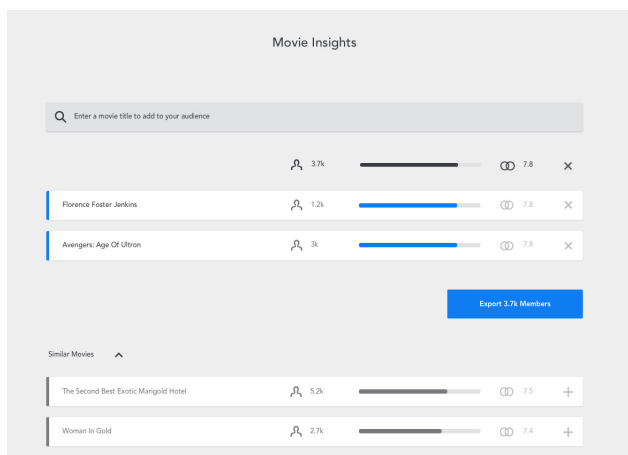 Movie Insights
Enter a movie title to add to your audience
3.7k 7.8
Florence Foster Jenkins 1.2k 7.8
Avengers: Age Of Ultron 3k 7.8
Export 3.7k Members
Similar Movies
The Second Best Exotic Marigold Hotel 5.2k 7.5
Woman In Gold 2.7k 7.4